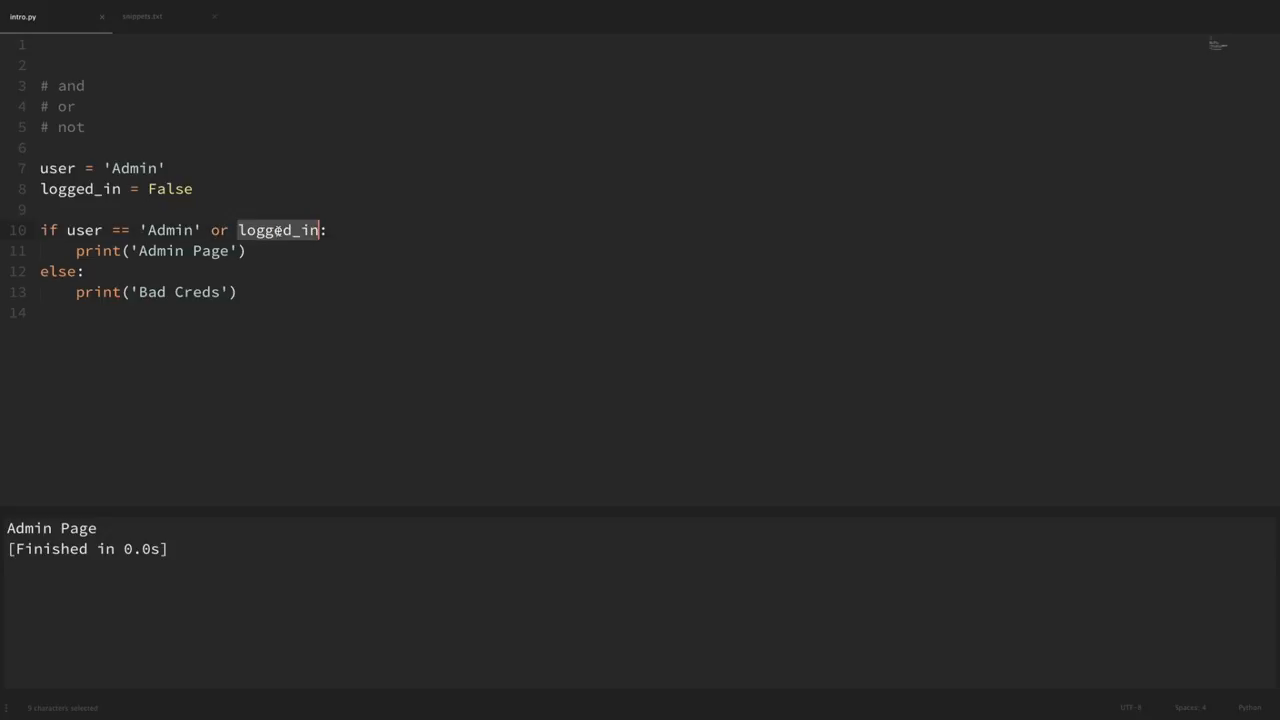 intro.py × snippets.txt ×
1
2
3 # and
4 # or
5 # not
6
7 user = 'Admin'
8 logged_in = False
9
10 if user == 'Admin' or logged_in:
11     print('Admin Page')
12 else:
13     print('Bad Creds')
14
Admin Page
[Finished in 0.0s]
9 characters selected UTF-8 Spaces: 4 Python